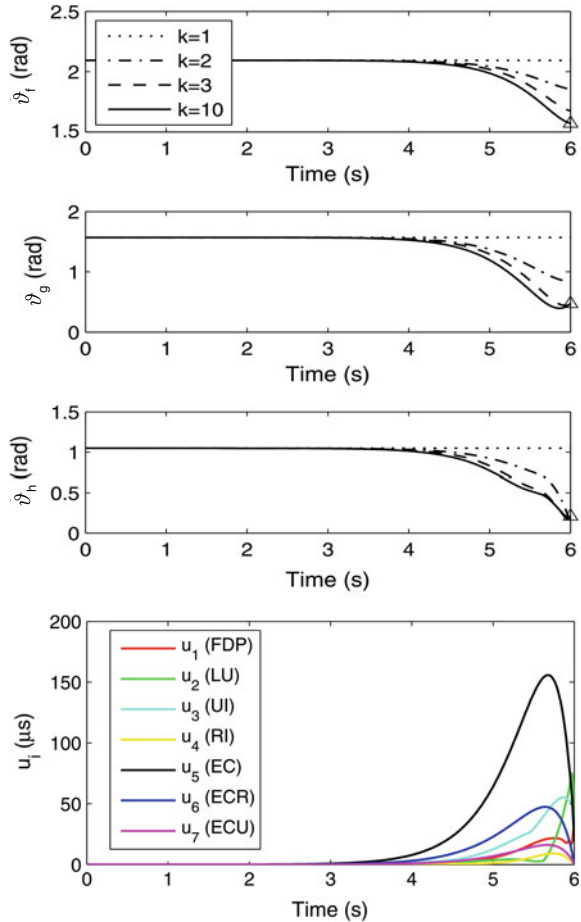 ϑf (rad)
2.5
2
1.5
k=1
k=2
k=3
k=10
0 1 2 3 4 5 6
Time (s)
ϑg (rad)
2
1
0
0 1 2 3 4 5 6
Time (s)
ϑh (rad)
1.5
1
0.5
0
0 1 2 3 4 5 6
Time (s)
ui (μs)
200
150
100
50
0
u1 (FDP)
u2 (LU)
u3 (UI)
u4 (RI)
u5 (EC)
u6 (ECR)
u7 (ECU)
0 1 2 3 4 5 6
Time (s)